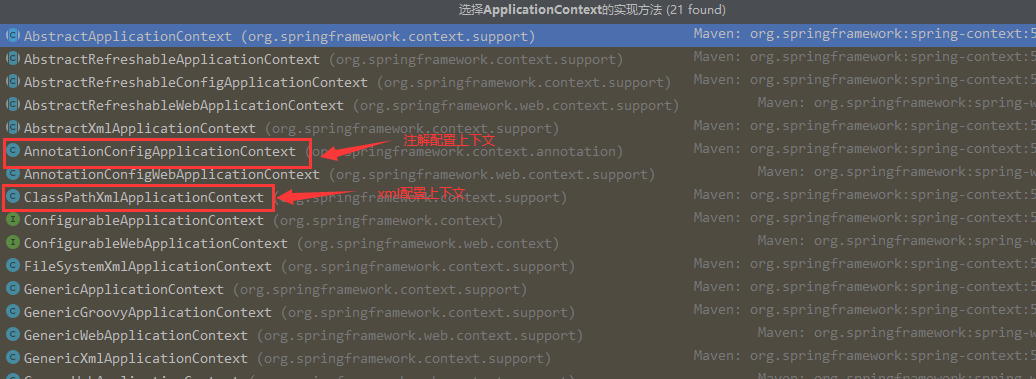 选择ApplicationContext的实现方法 (21 found)
AbstractApplicationContext (org.springframework.context.support) Maven: org.springframework:spring-context:5
AbstractRefreshableApplicationContext (org.springframework.context.support) Maven: org.springframework:spring-context:5
AbstractRefreshableConfigApplicationContext (org.springframework.context.support) Maven: org.springframework:spring-context:5
AbstractRefreshableWebApplicationContext (org.springframework.web.context.support) Maven: org.springframework:spring-w
AbstractXmlApplicationContext (org.springframework.context.support) Maven: org.springframework:spring-context:5
注解配置上下文
AnnotationConfigApplicationContext (org.springframework.context.annotation) Maven: org.springframework:spring-context:5
AnnotationConfigWebApplicationContext (org.springframework.web.context.support) Maven: org.springframework:spring-w
xml配置上下文
ClassPathXmlApplicationContext (org.springframework.context.support) Maven: org.springframework:spring-context:5
ConfigurableApplicationContext (org.springframework.context) Maven: org.springframework:spring-context:5
ConfigurableWebApplicationContext (org.springframework.web.context) Maven: org.springframework:spring-w
FileSystemXmlApplicationContext (org.springframework.context.support) Maven: org.springframework:spring-context:5
GenericApplicationContext (org.springframework.context.support) Maven: org.springframework:spring-context:5
GenericGroovyApplicationContext (org.springframework.context.support) Maven: org.springframework:spring-context:5
GenericWebApplicationContext (org.springframework.web.context.support) Maven: org.springframework:spring-w
GenericXmlApplicationContext (org.springframework.context.support) Maven: org.springframework:spring-context:5